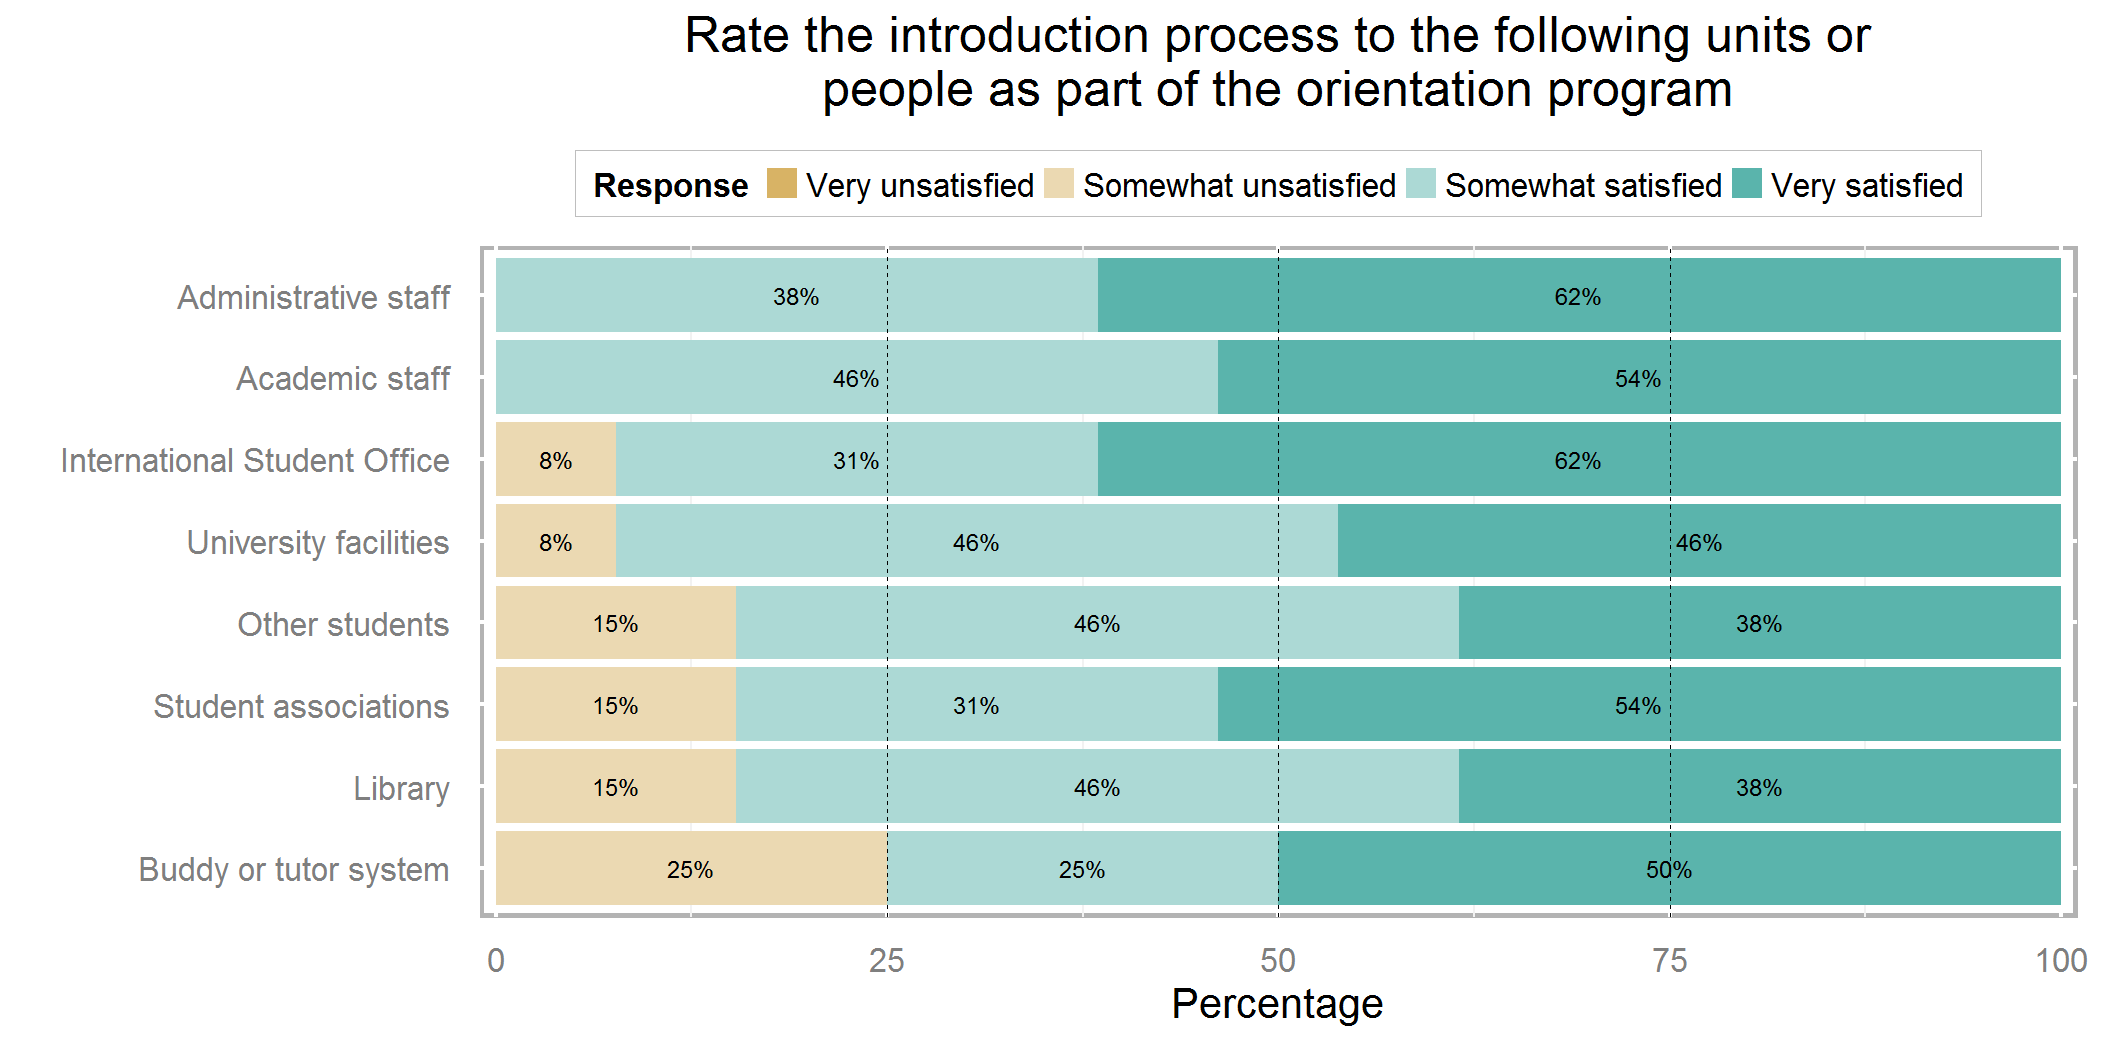 Rate the introduction process to the following units or
people as part of the orientation program
Response Very unsatisfied Somewhat unsatisfied Somewhat satisfied Very satisfied
Administrative staff 38% 62%
Academic staff 46% 54%
International Student Office 8% 31% 62%
University facilities 8% 46% 46%
Other students 15% 46% 38%
Student associations 15% 31% 54%
Library 15% 46% 38%
Buddy or tutor system 25% 25% 50%
0 25 50 75 100
Percentage